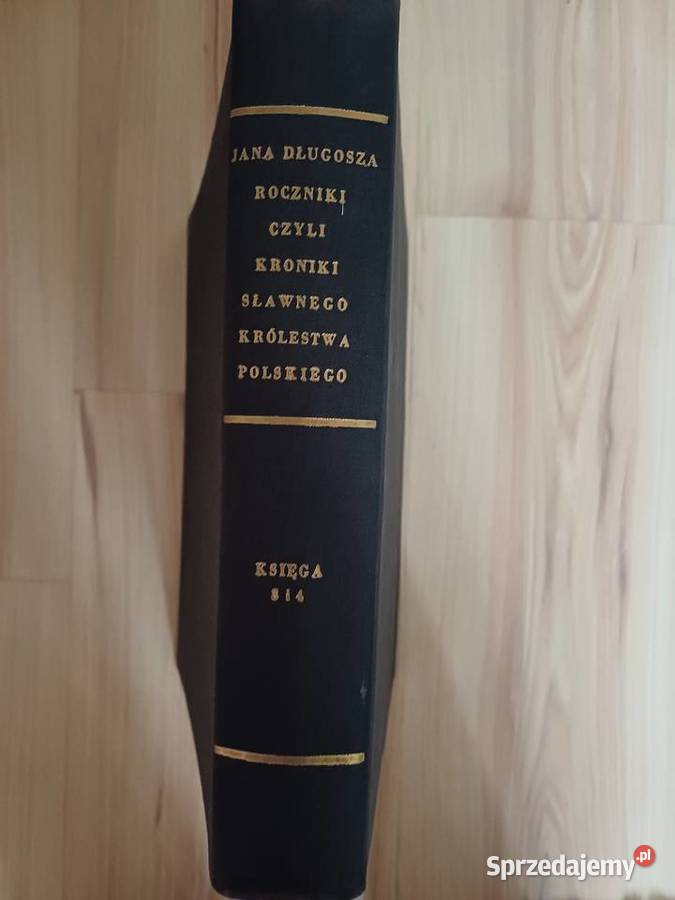 JANA DŁUGOSZA
ROCZNIKI
CZYLI
KRONIKI
SŁAWNEGO
KRÓLESTWA
POLSKIEGO
KSIĘGA
3 i 4
Sprzedajemy.pl